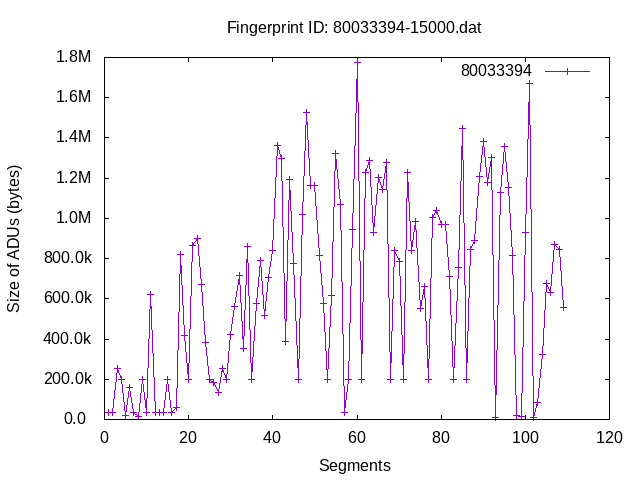 Fingerprint ID: 80033394-15000.dat
80033394
Size of ADUs (bytes)
1.8M
1.6M
1.4M
1.2M
1.0M
800.0k
600.0k
400.0k
200.0k
0.0
0 20 40 60 80 100 120
Segments